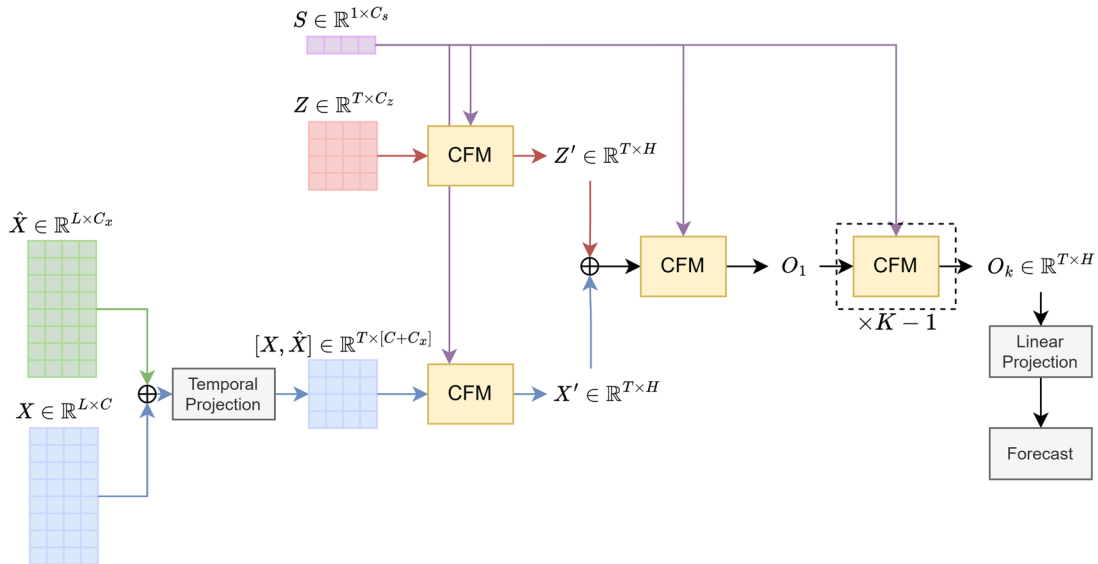 S ∈ ℝ^{1×C_s}
Z ∈ ℝ^{T×C_z}
CFM
Z′ ∈ ℝ^{T×H}
X̂ ∈ ℝ^{L×C_x}
CFM
O_1
CFM
O_k ∈ ℝ^{T×H}
×K − 1
[X, X̂] ∈ ℝ^{T×[C+C_x]}
Linear
Projection
Temporal
Projection
CFM
X′ ∈ ℝ^{T×H}
X ∈ ℝ^{L×C}
Forecast